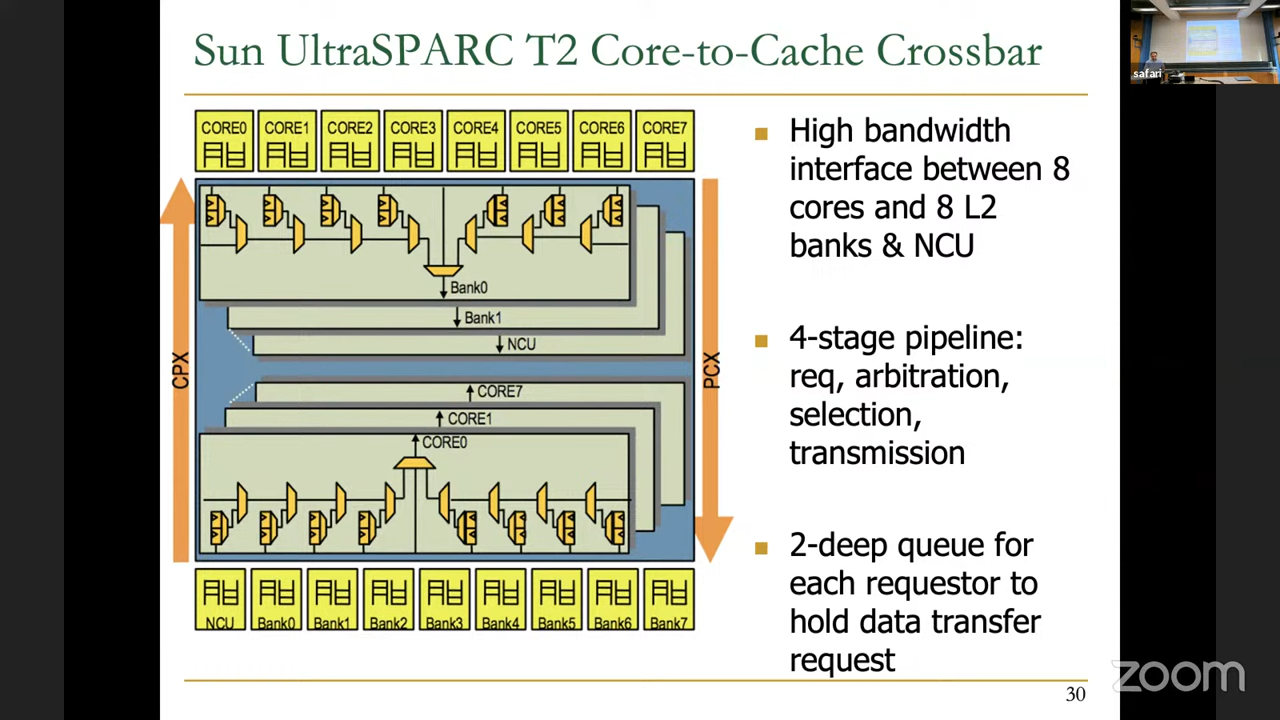 Sun UltraSPARC T2 Core-to-Cache Crossbar
safari
CORE0 CORE1 CORE2 CORE3 CORE4 CORE5 CORE6 CORE7
Bank0
Bank1
NCU
CPX
PCX
CORE7
CORE1
CORE0
NCU Bank0 Bank1 Bank2 Bank3 Bank4 Bank5 Bank6 Bank7
High bandwidth
interface between 8
cores and 8 L2
banks & NCU
4-stage pipeline:
req, arbitration,
selection,
transmission
2-deep queue for
each requestor to
hold data transfer
request
30
zoom